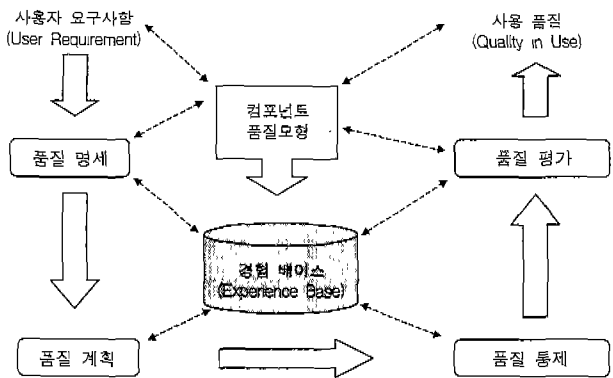 사용자 요구사항
(User Requirement)
사용 품질
(Quality in Use)
컴포넌트
품질모형
품질 명세
품질 평가
경험 베이스
(Experience Base)
품질 계획
품질 통제